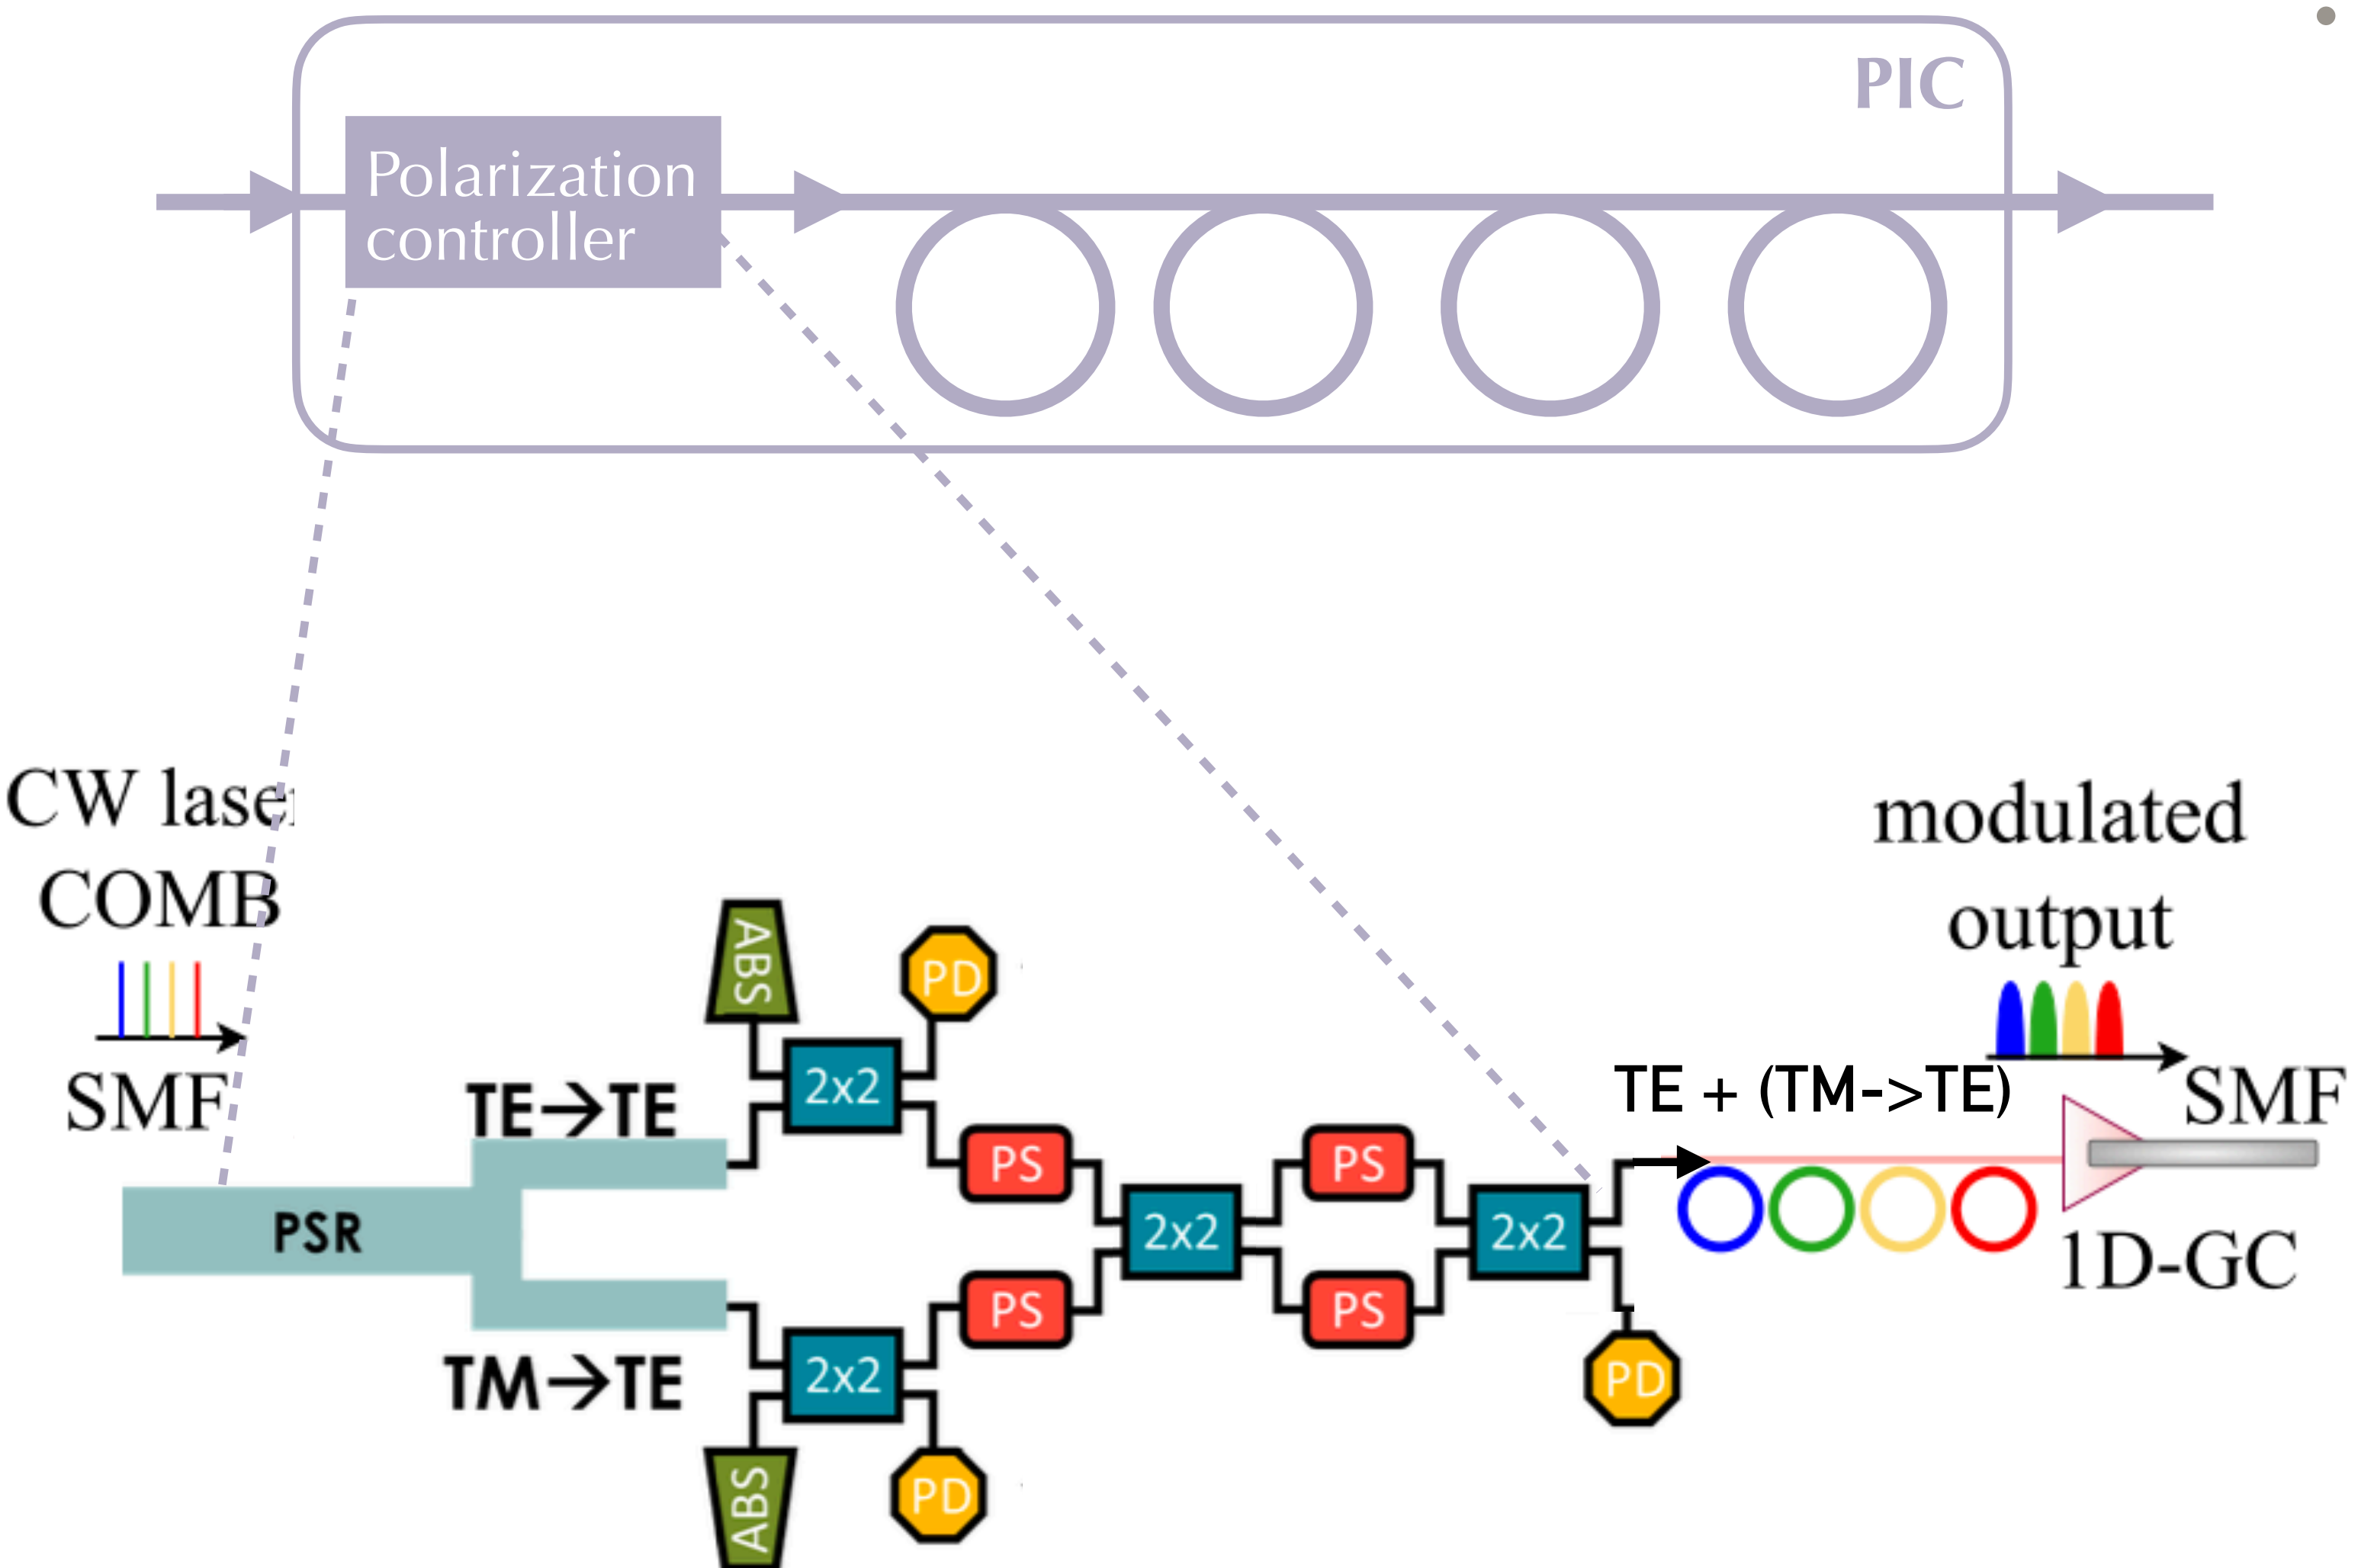 PIC
Polarization
controller
CW laser
COMB
SMF
modulated
output
SMF
TE + (TM->TE)
1D-GC
ABS
PD
2x2
TE→TE
PS
PS
PSR
2x2
2x2
PS
PS
TM→TE
2x2
PD
ABS
PD